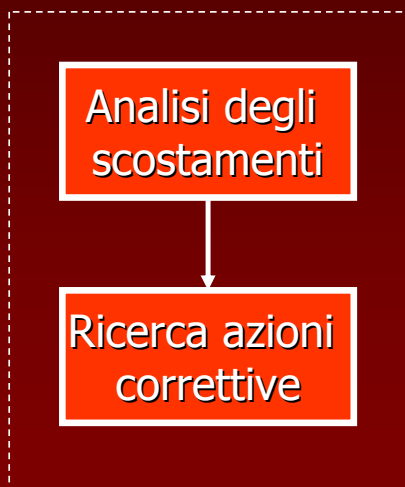 Analisi degli
scostamenti
Ricerca azioni
correttive